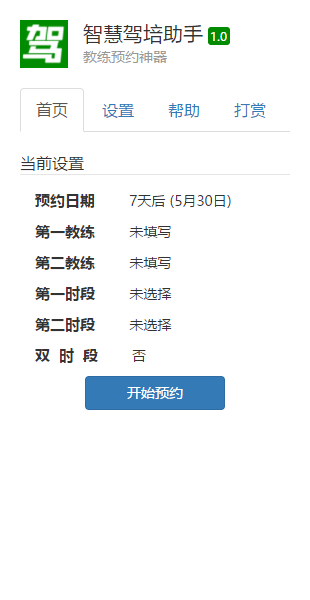 驾 智慧驾培助手 1.0
教练预约神器
首页 设置 帮助 打赏
当前设置
预约日期 7天后 (5月30日)
第一教练 未填写
第二教练 未填写
第一时段 未选择
第二时段 未选择
双 时 段 否
开始预约